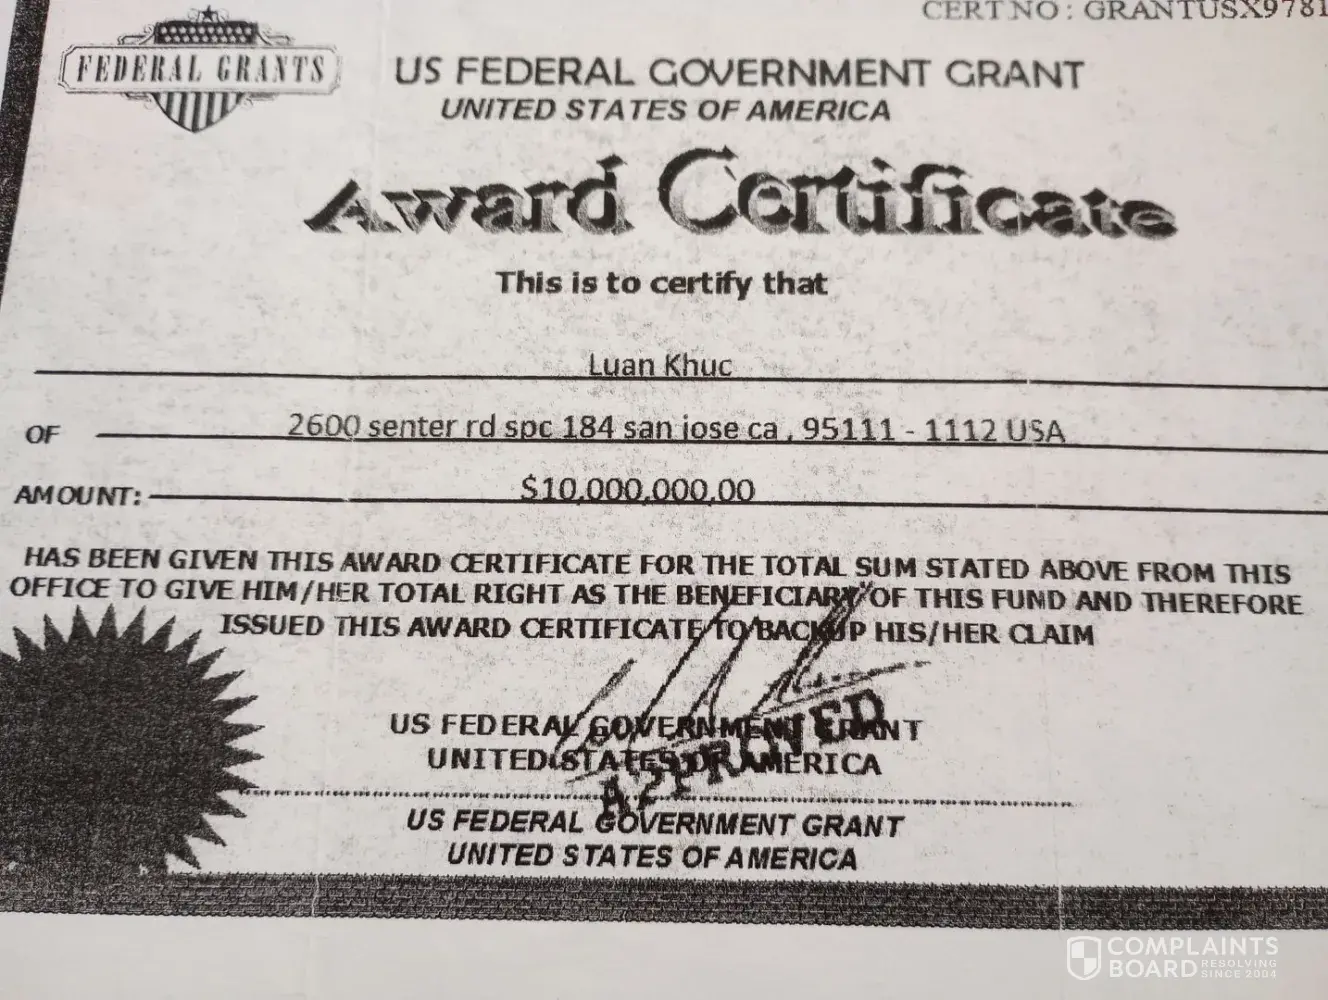 CERT NO : GRANTUSX9781
FEDERAL GRANTS
US FEDERAL GOVERNMENT GRANT
UNITED STATES OF AMERICA
Award Certificate
This is to certify that
Luan Khuc
OF 2600 senter rd spc 184 san jose ca , 95111 - 1112 USA
AMOUNT: $10,000,000.00
HAS BEEN GIVEN THIS AWARD CERTIFICATE FOR THE TOTAL SUM STATED ABOVE FROM THIS
OFFICE TO GIVE HIM/HER TOTAL RIGHT AS THE BENEFICIARY OF THIS FUND AND THEREFORE
ISSUED THIS AWARD CERTIFICATE TO BACKUP HIS/HER CLAIM
US FEDERAL GOVERNMENT GRANT
UNITED STATES OF AMERICA
APPROVED
US FEDERAL GOVERNMENT GRANT
UNITED STATES OF AMERICA
COMPLAINTS
BOARD RESOLVING
SINCE 2004